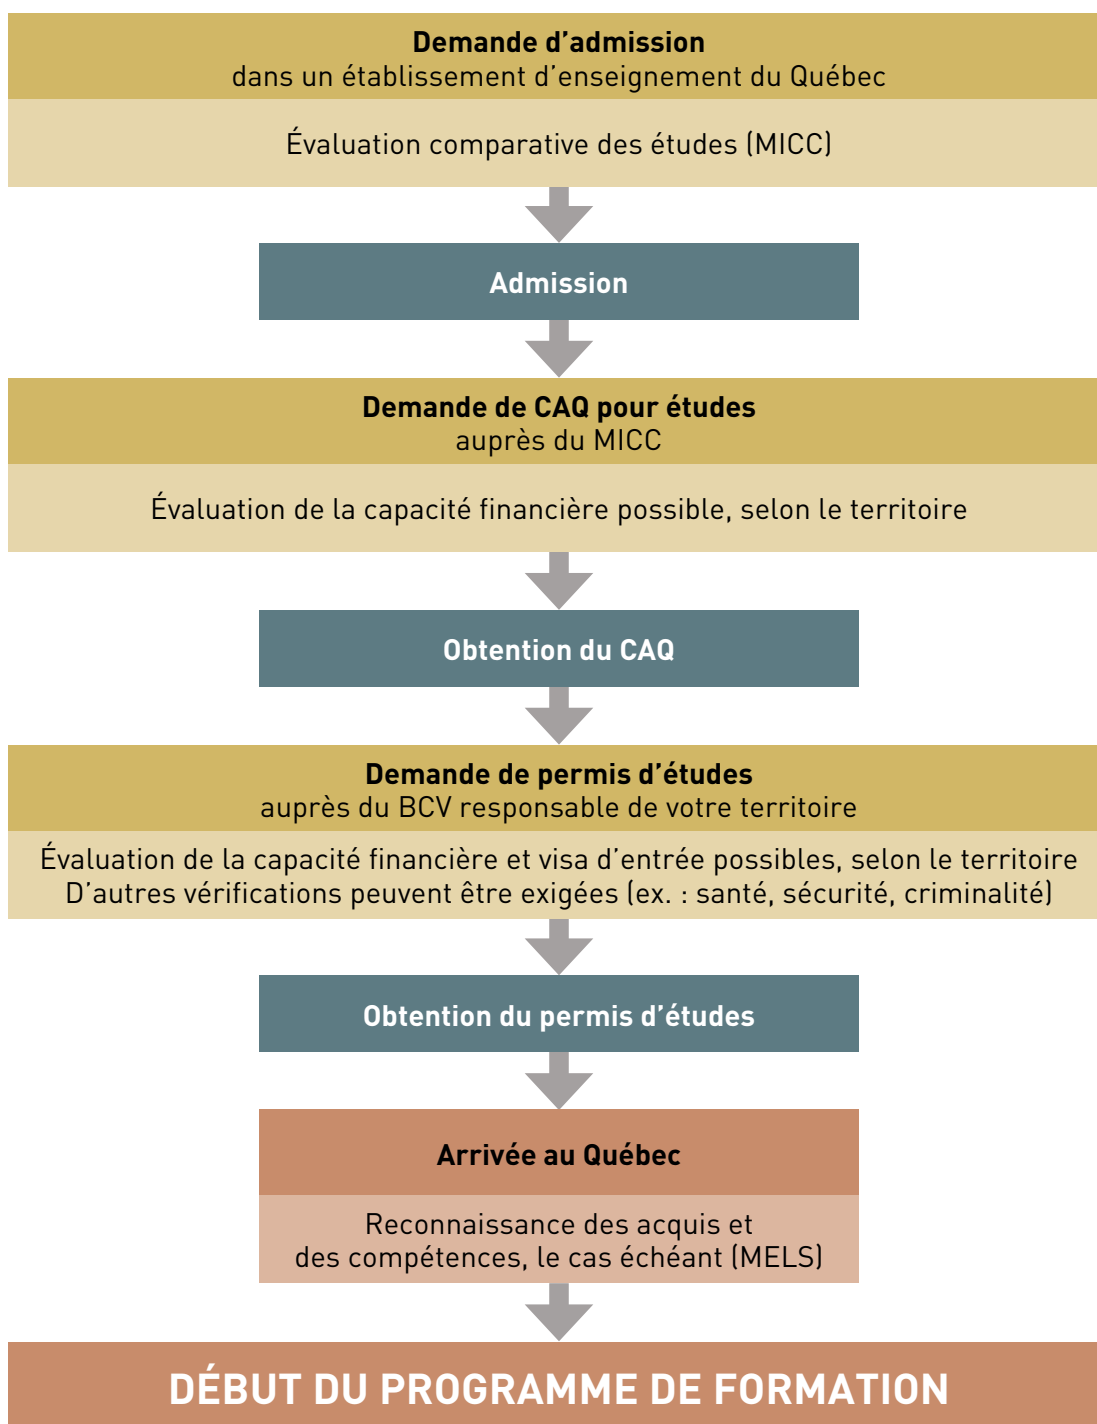 Demande d’admission
dans un établissement d’enseignement du Québec
Évaluation comparative des études (MICC)
Admission
Demande de CAQ pour études
auprès du MICC
Évaluation de la capacité financière possible, selon le territoire
Obtention du CAQ
Demande de permis d’études
auprès du BCV responsable de votre territoire
Évaluation de la capacité financière et visa d’entrée possibles, selon le territoire
D’autres vérifications peuvent être exigées (ex. : santé, sécurité, criminalité)
Obtention du permis d’études
Arrivée au Québec
Reconnaissance des acquis et
des compétences, le cas échéant (MELS)
DÉBUT DU PROGRAMME DE FORMATION